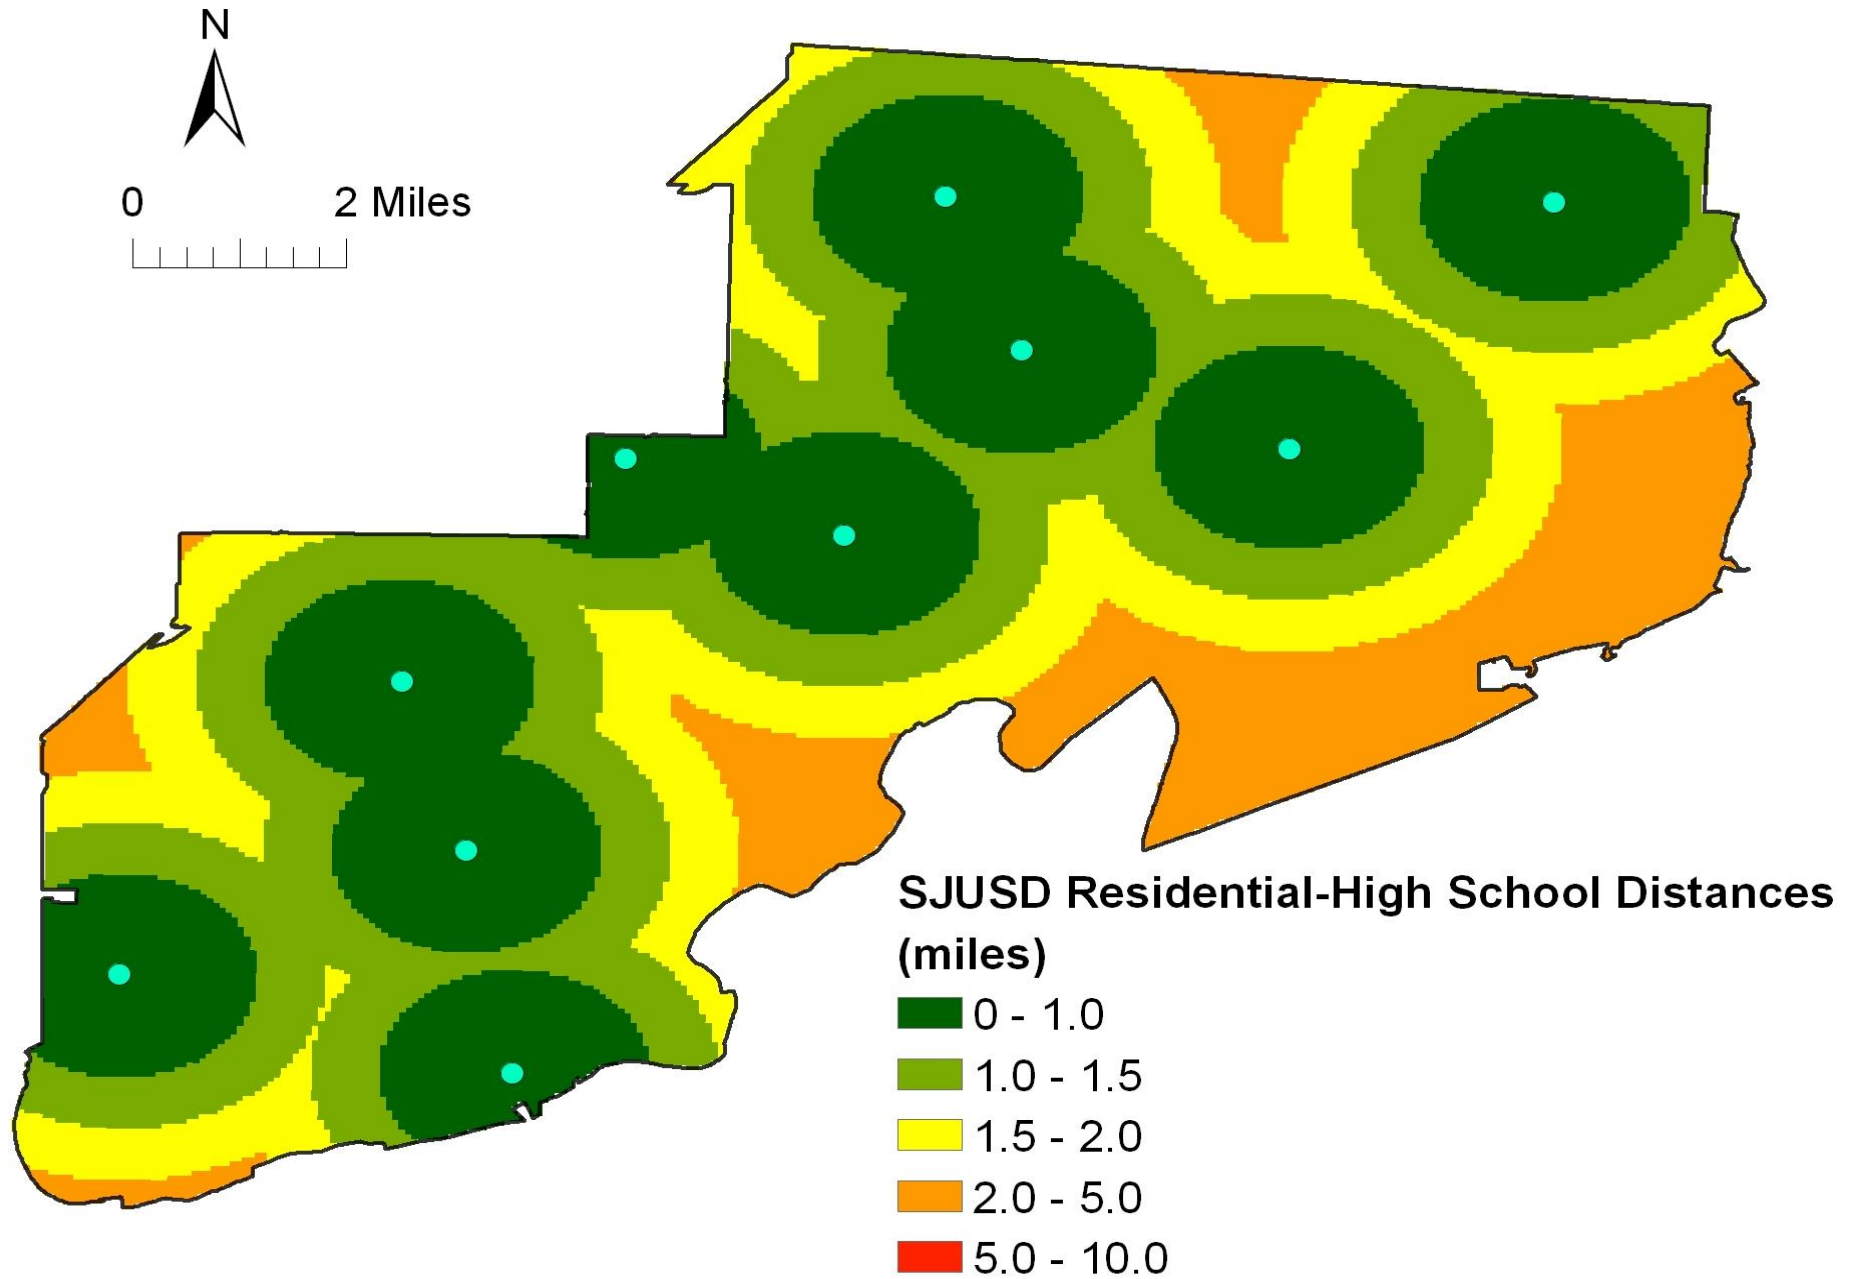 N
0 2 Miles
SJUSD Residential-High School Distances
(miles)
0 - 1.0
1.0 - 1.5
1.5 - 2.0
2.0 - 5.0
5.0 - 10.0